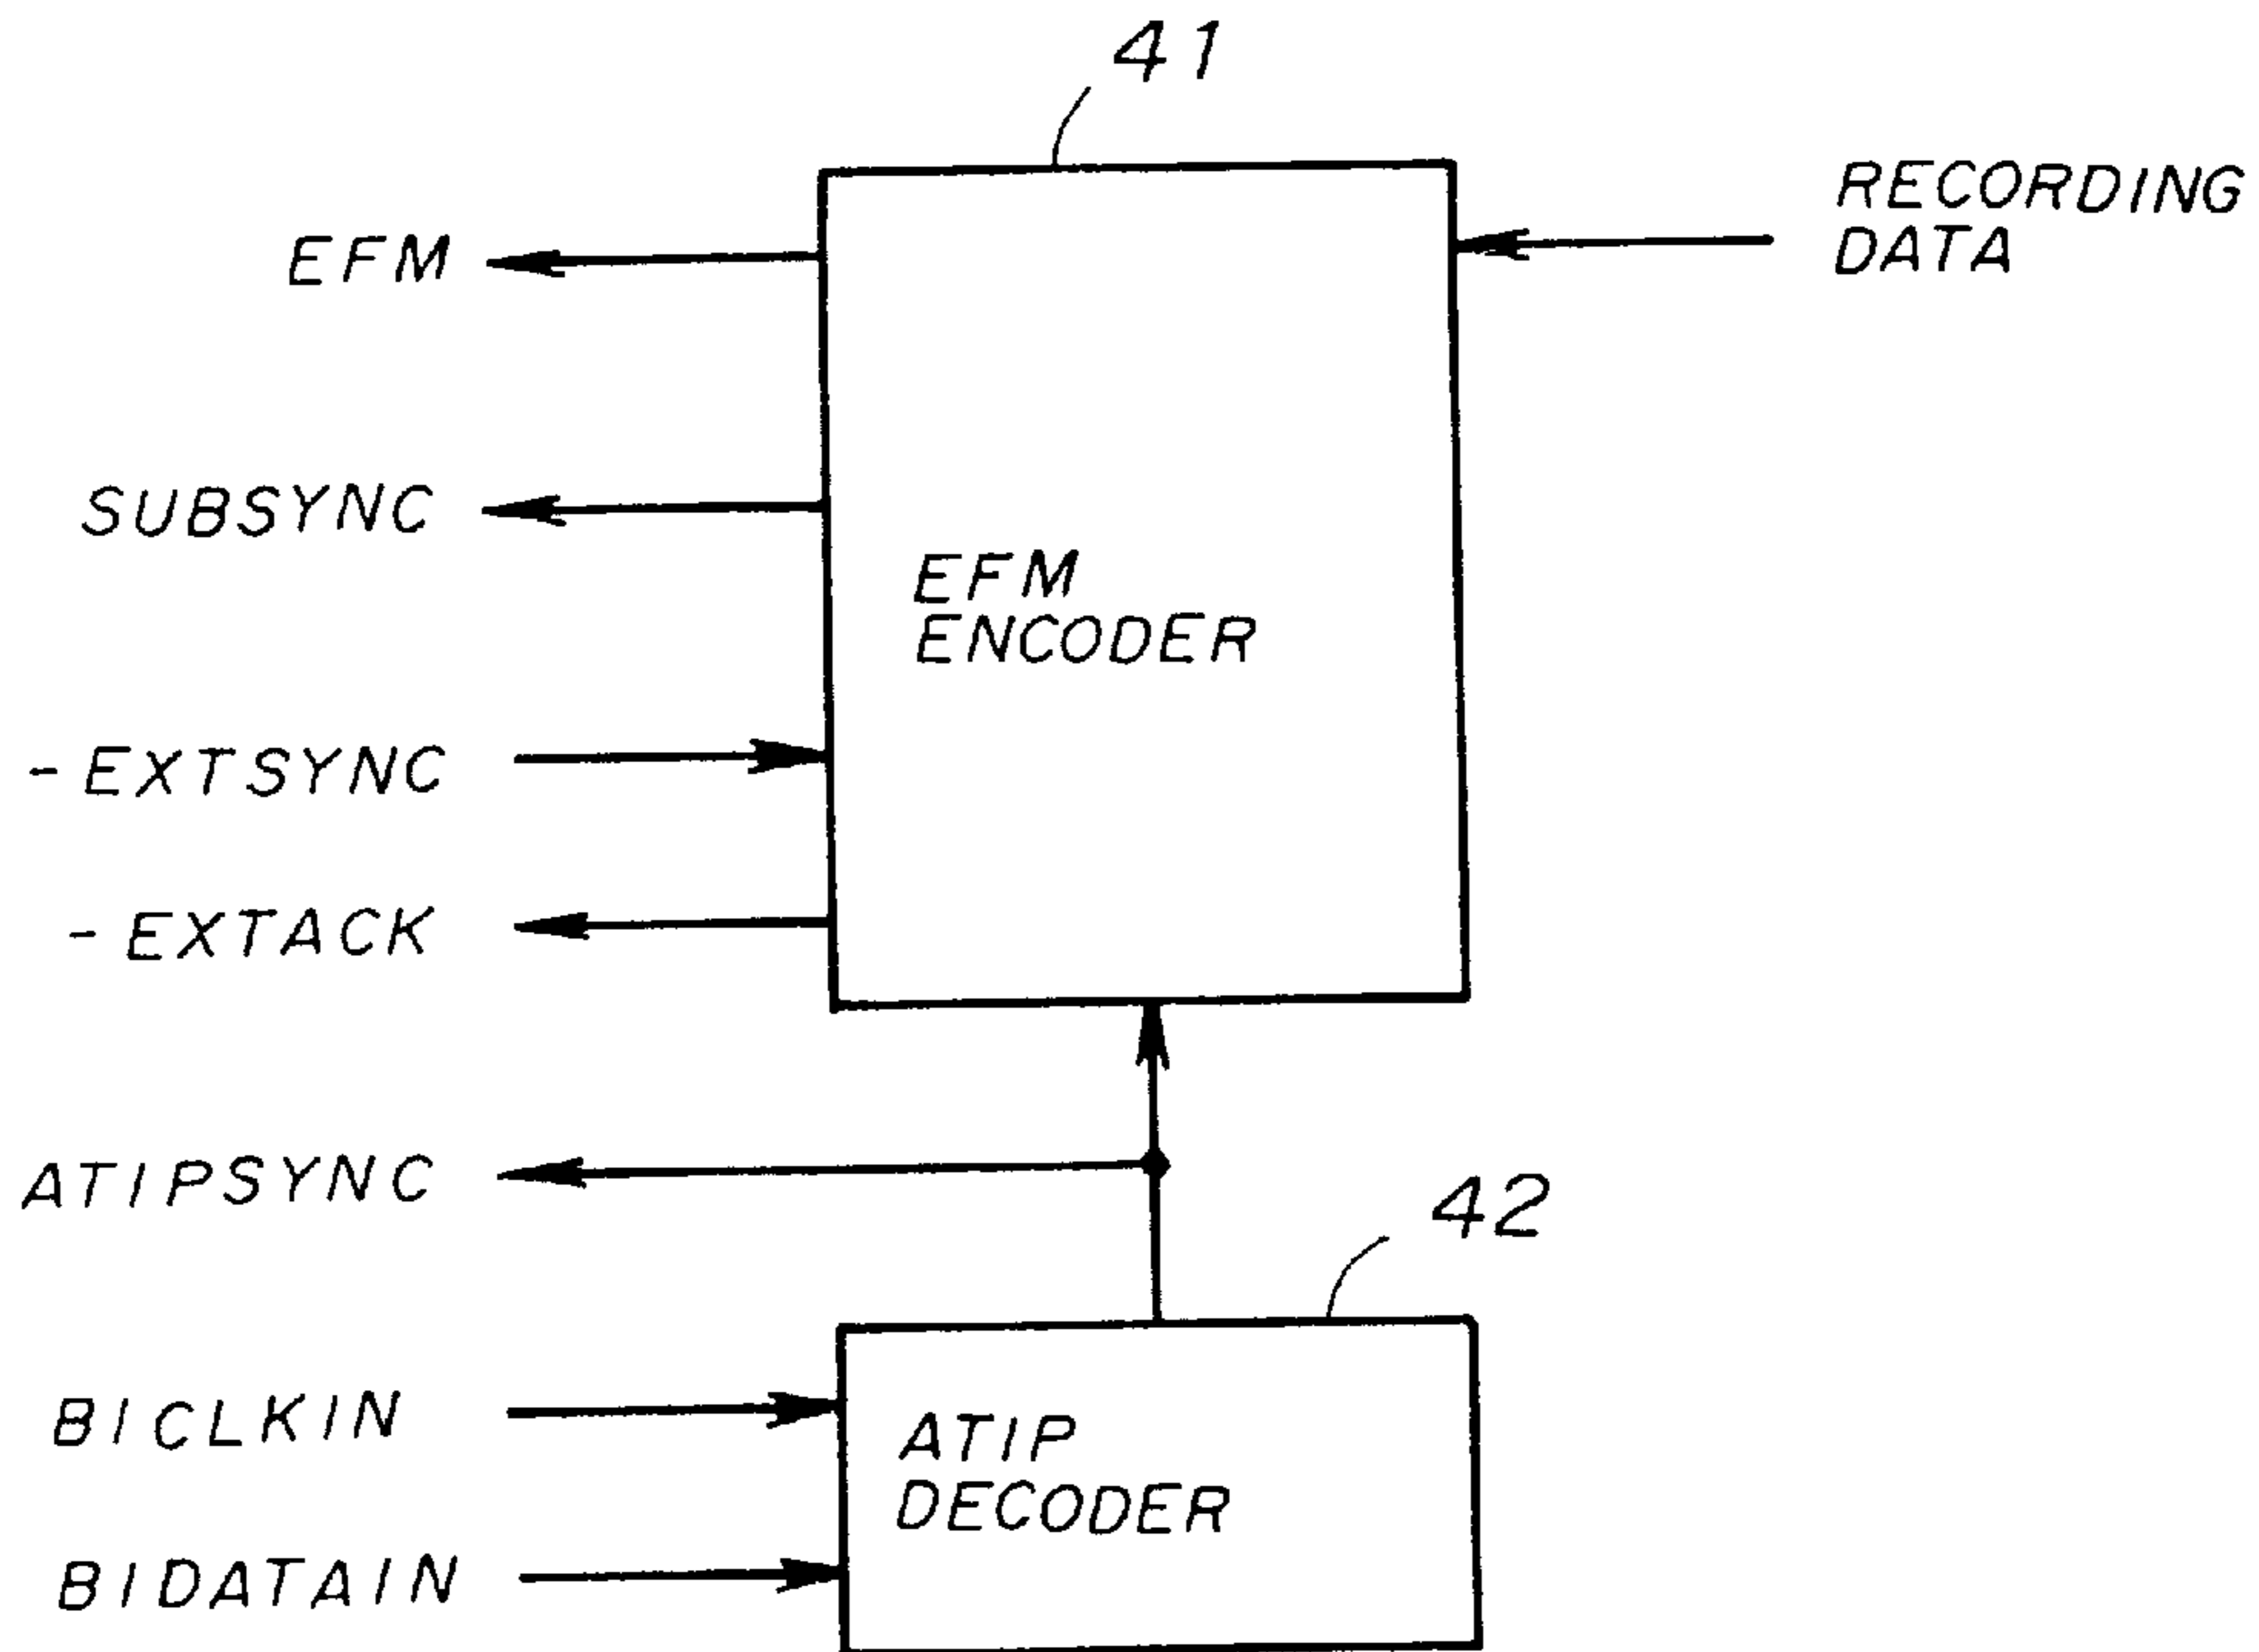 41
RECORDING
DATA
EFM
SUBSYNC
EFM
ENCODER
-EXTSYNC
-EXTACK
ATIPSYNC
42
BICLKIN
ATIP
DECODER
BIDATAIN